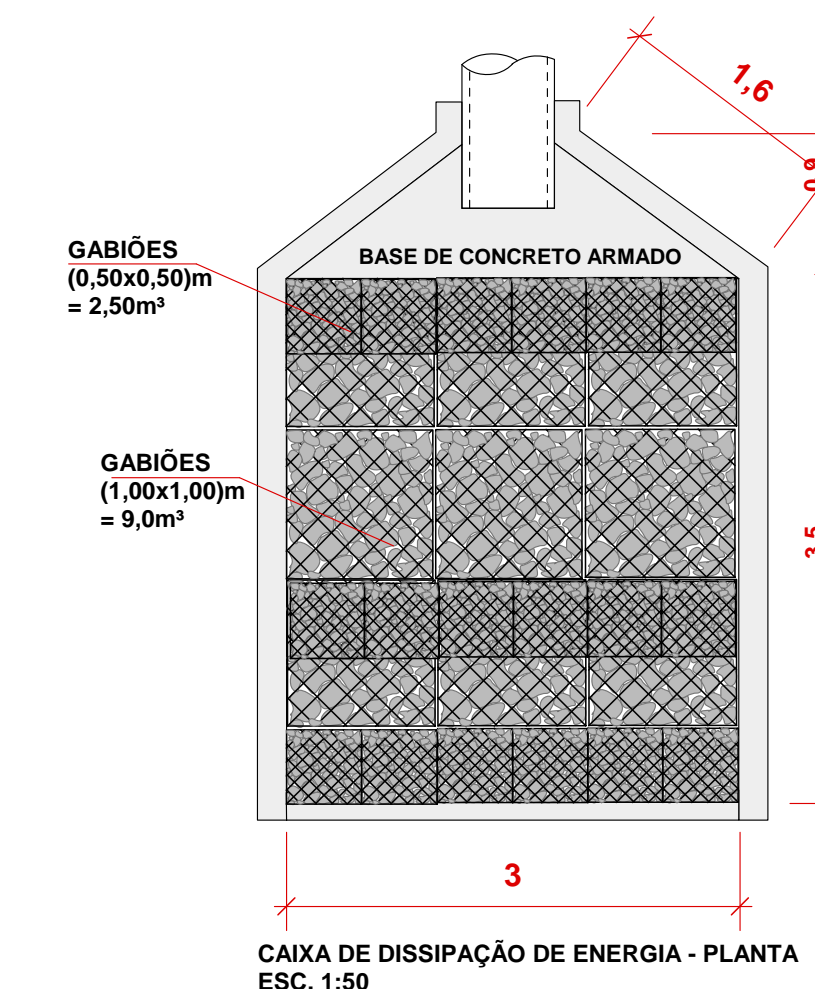 1,6
GABIÕES
(0,50x0,50)m
= 2,50m³
BASE DE CONCRETO ARMADO
GABIÕES
(1,00x1,00)m
= 9,0m³
3
CAIXA DE DISSIPAÇÃO DE ENERGIA - PLANTA
ESC. 1:50